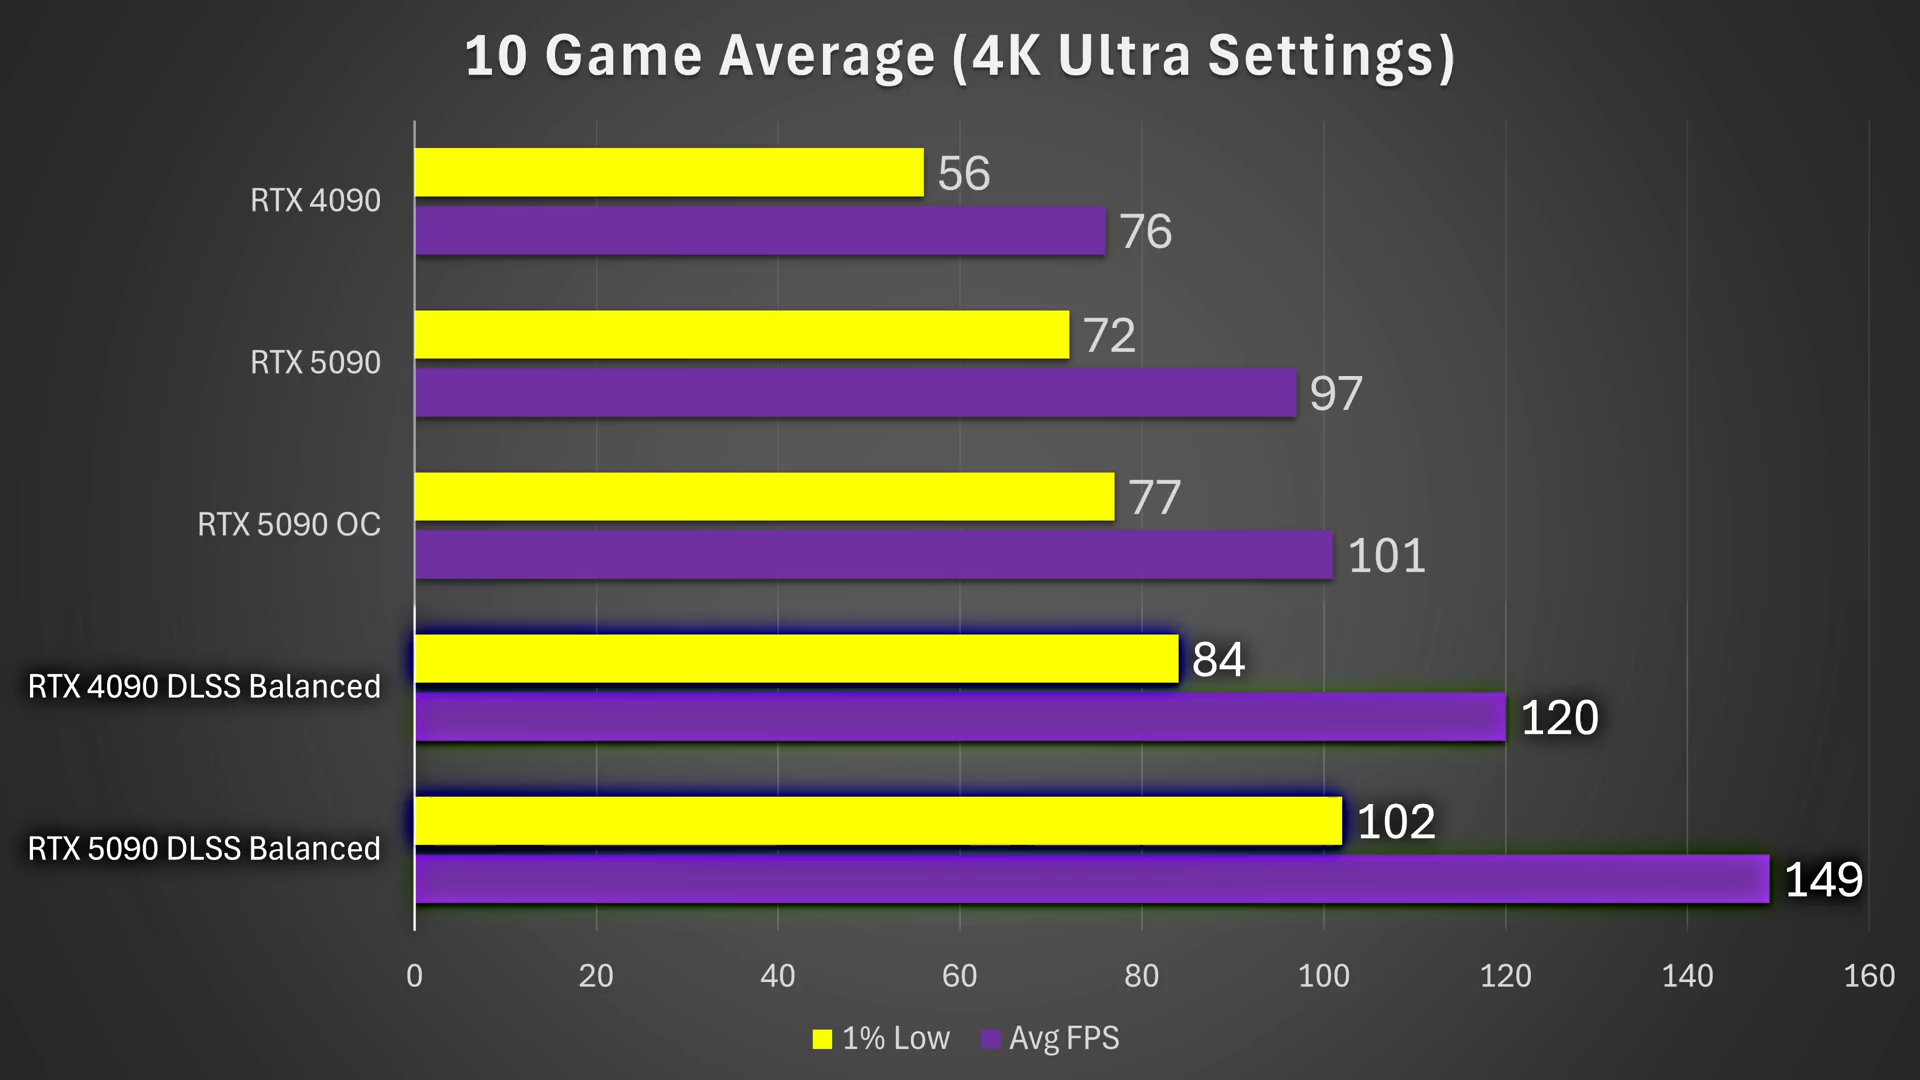 10 Game Average (4K Ultra Settings)
RTX 4090
56
76
RTX 5090
72
97
RTX 5090 OC
77
101
RTX 4090 DLSS Balanced
84
120
RTX 5090 DLSS Balanced
102
149
0 20 40 60 80 100 120 140 160
1% Low Avg FPS